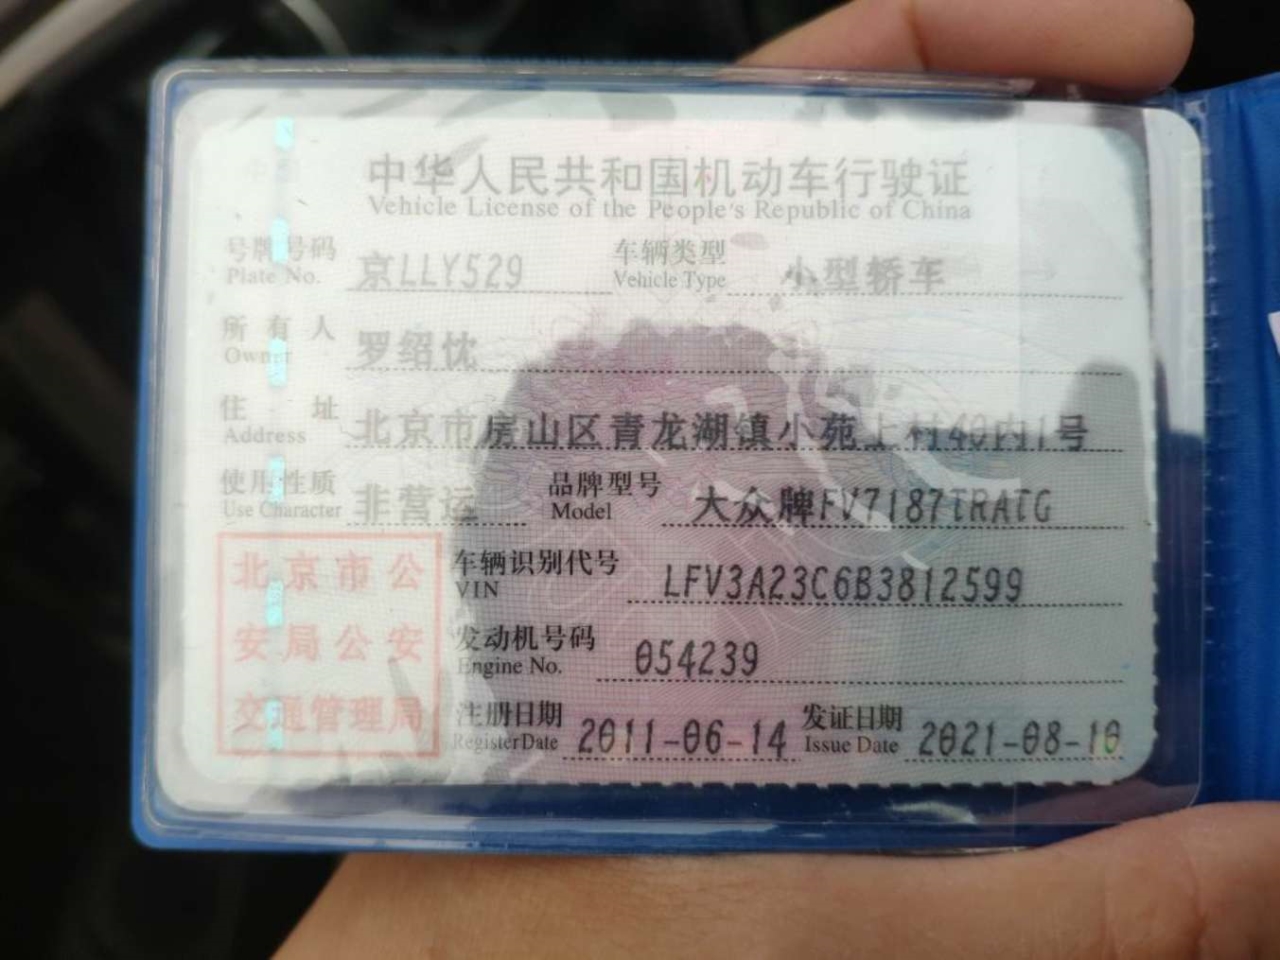 中华人民共和国机动车行驶证
Vehicle License of the People's Republic of China
号牌号码 京LLY529 车辆类型 小型轿车
Plate No. Vehicle Type
所有人 罗绍忱
Owner
住址 北京市房山区青龙湖镇小苑上村40内1号
Address
使用性质 非营运 品牌型号 大众牌FV7187TRATG
Use Character Model
北京市公安局公安交通管理局
车辆识别代号 LFV3A23C6B3812599
VIN
发动机号码 054239
Engine No.
注册日期 2011-06-14 发证日期 2021-08-10
Register Date Issue Date